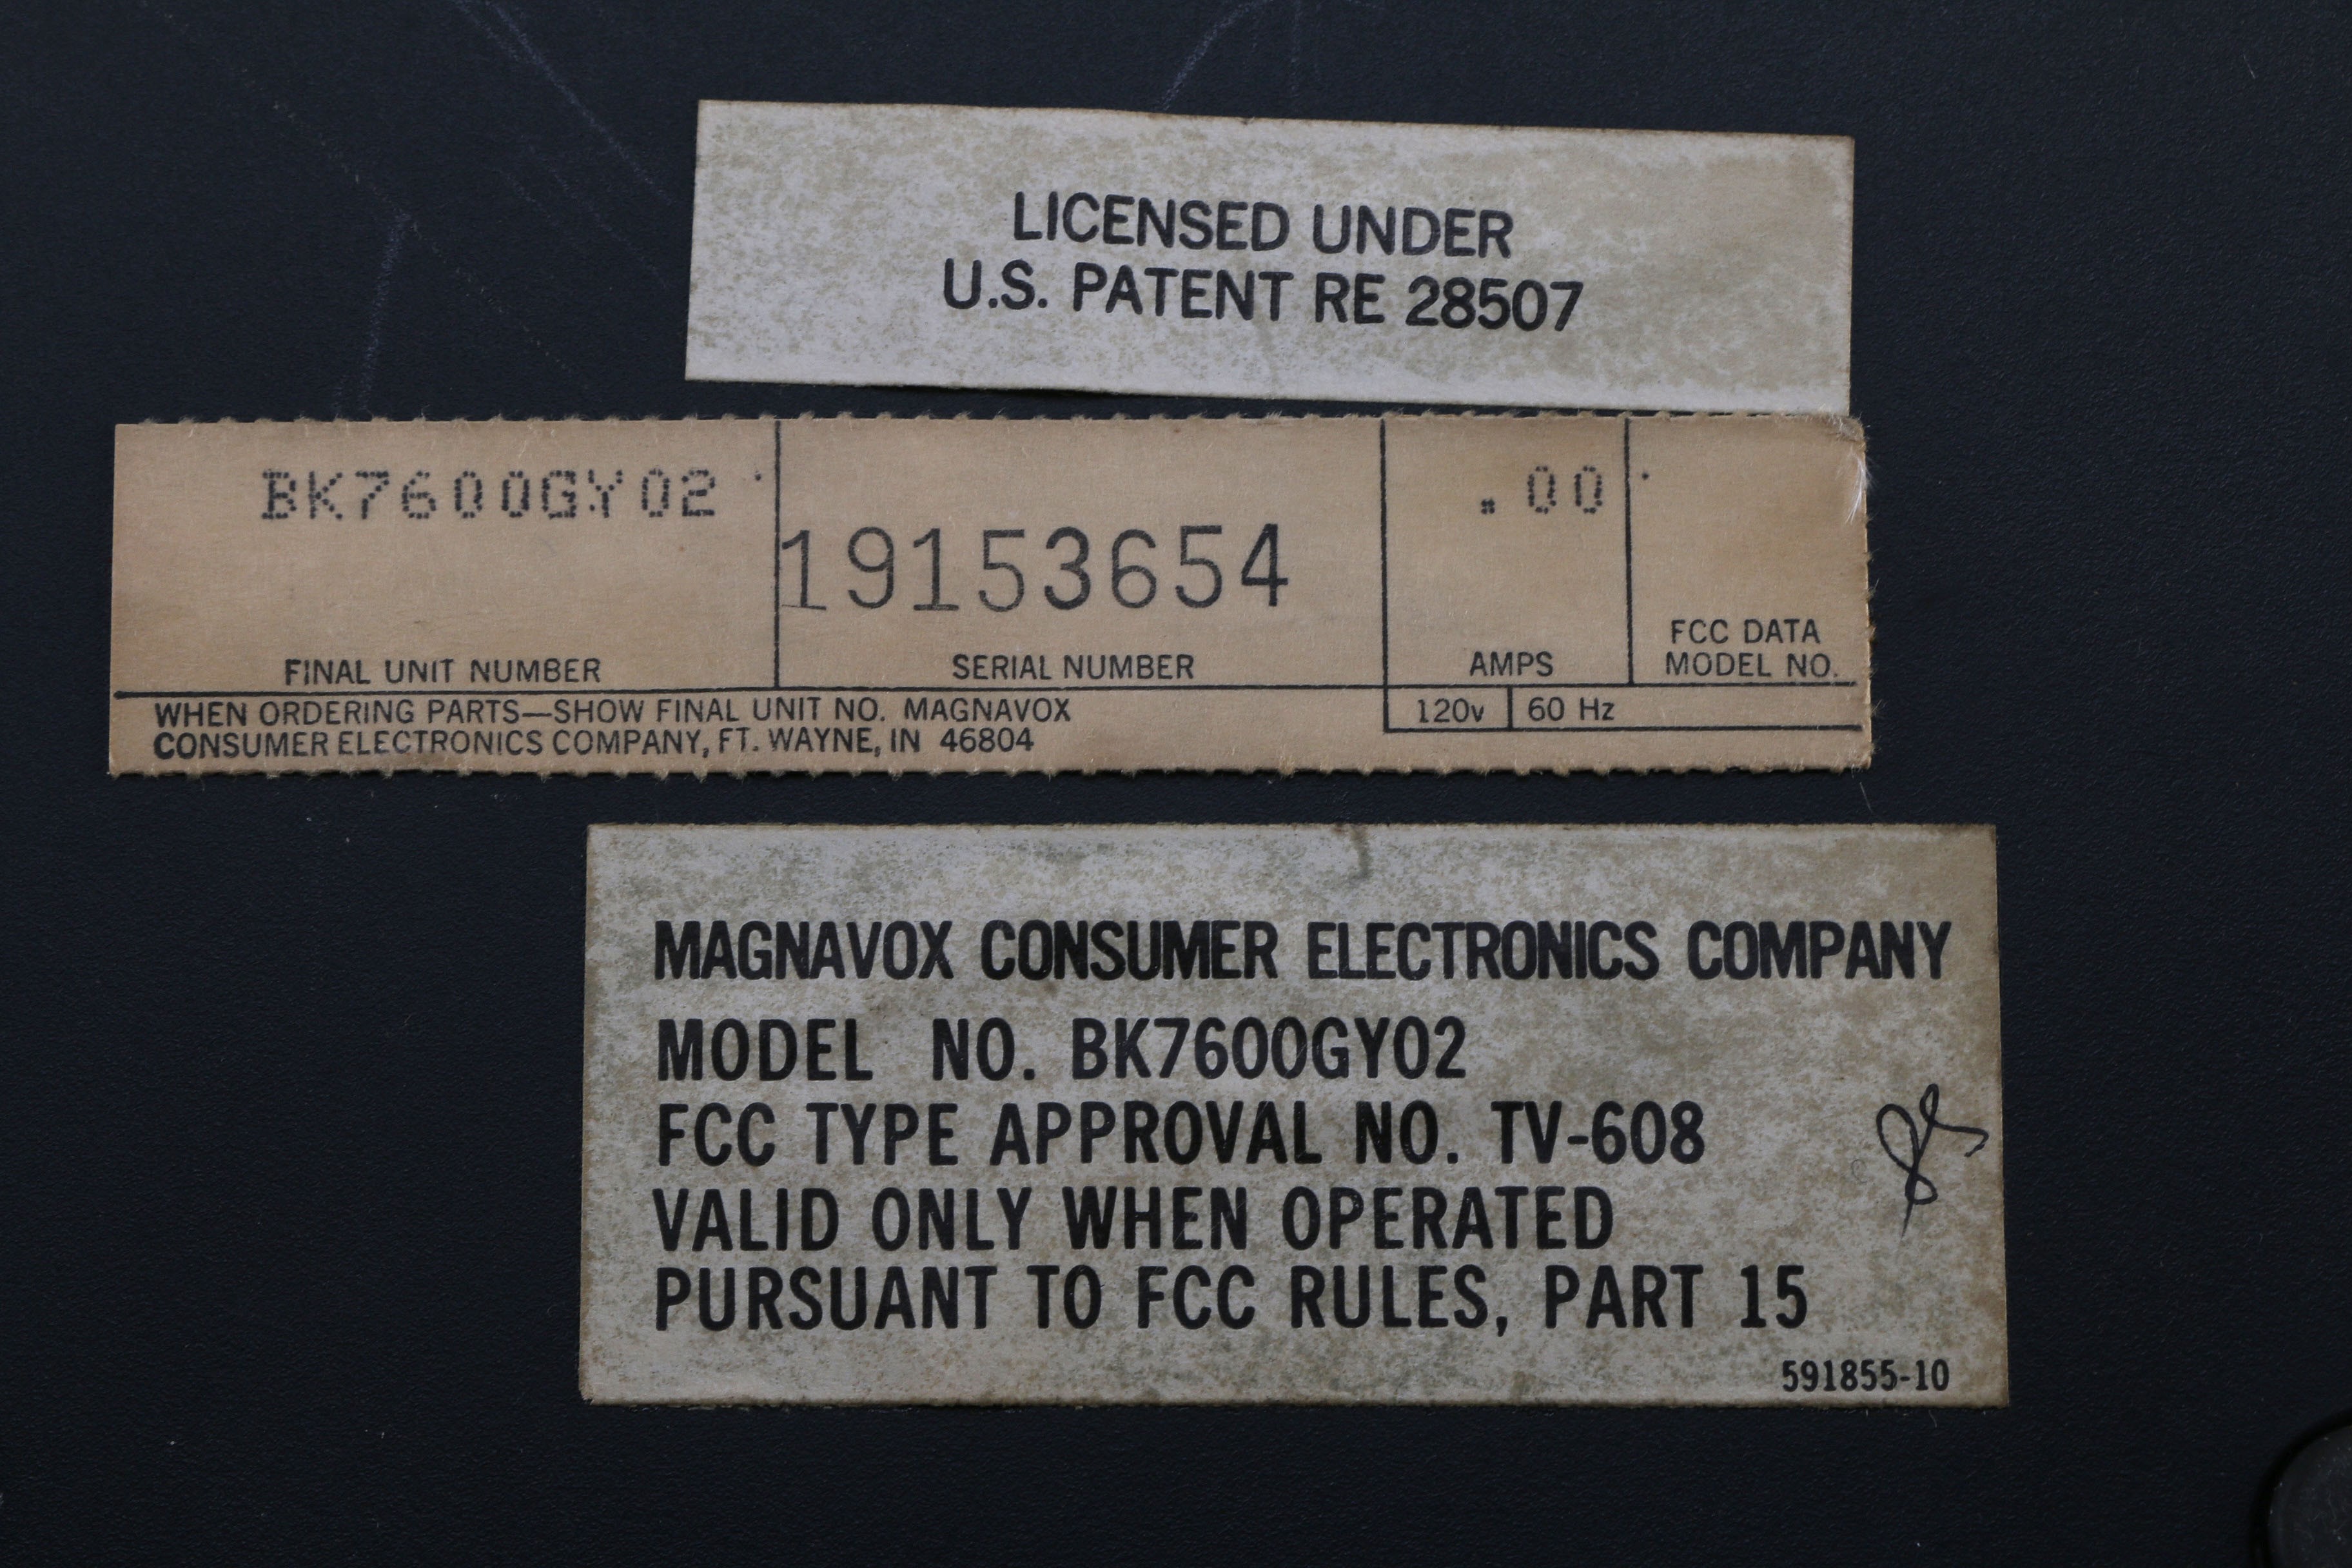 LICENSED UNDER
U.S. PATENT RE 28507
BK7600GY02
19153654
.00
FINAL UNIT NUMBER
SERIAL NUMBER
AMPS
FCC DATA
MODEL NO.
WHEN ORDERING PARTS—SHOW FINAL UNIT NO. MAGNAVOX
CONSUMER ELECTRONICS COMPANY, FT. WAYNE, IN 46804
120v
60 Hz
MAGNAVOX CONSUMER ELECTRONICS COMPANY
MODEL NO. BK7600GY02
FCC TYPE APPROVAL NO. TV-608
VALID ONLY WHEN OPERATED
PURSUANT TO FCC RULES, PART 15
591855-10